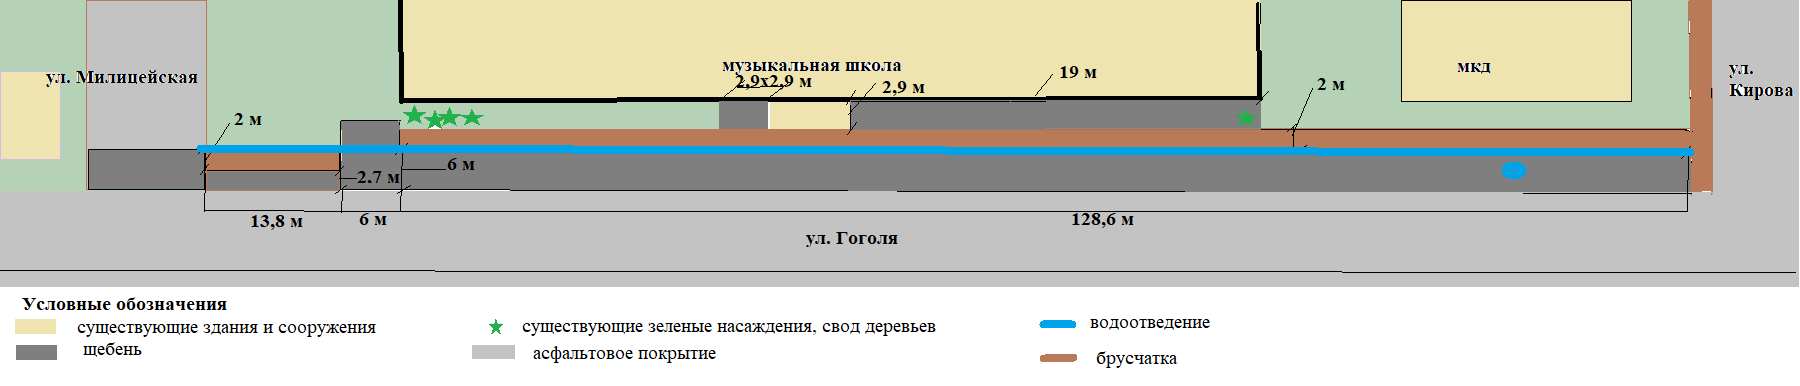 музыкальная школа
19 м
мкд
ул.
Кирова
ул. Милицейская
2,9х2,9 м
2,9 м
2 м
2 м
6 м
2.7 м
13,8 м
6 м
128,6 м
ул. Гоголя
Условные обозначения
существующие здания и сооружения
щебень
существующие зеленые насаждения, свод деревьев
асфальтовое покрытие
водоотведение
брусчатка